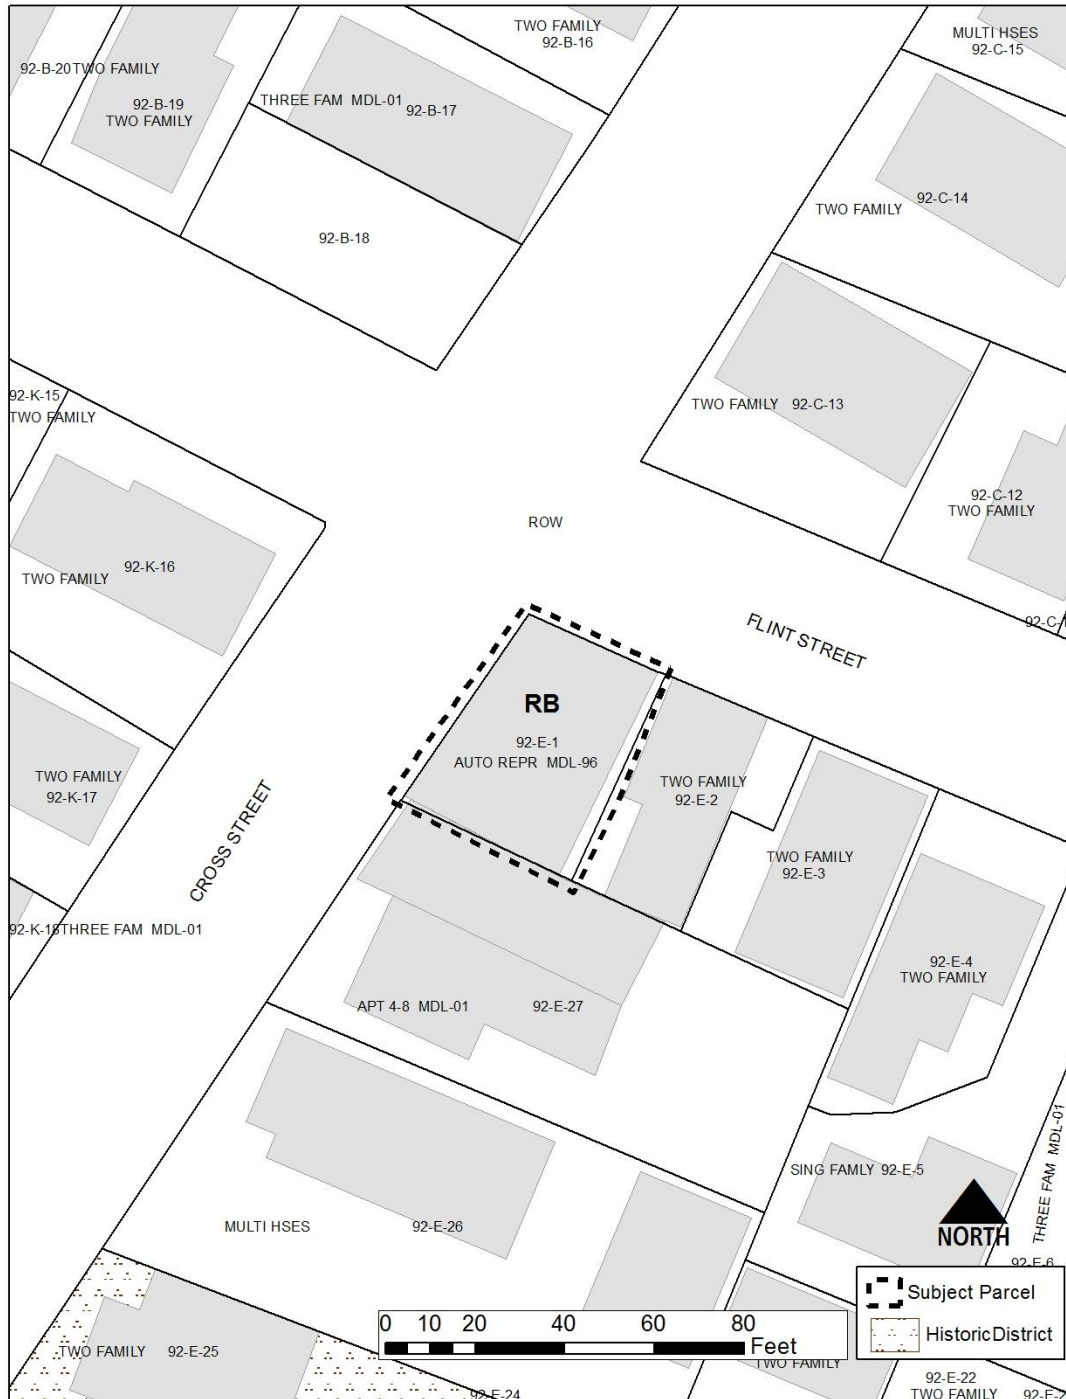 TWO FAMILY
92-B-16
MULTI HSES
92-C-15
92-B-20 TWO FAMILY
92-B-19
TWO FAMILY
THREE FAM MDL-01
92-B-17
92-C-14
TWO FAMILY
92-B-18
92-K-15
TWO FAMILY
TWO FAMILY 92-C-13
92-C-12
TWO FAMILY
ROW
92-K-16
TWO FAMILY
FLINT STREET
RB
92-E-1
AUTO REPR MDL-96
TWO FAMILY
92-E-2
TWO FAMILY
92-K-17
CROSS STREET
TWO FAMILY
92-E-3
92-K-18 THREE FAM MDL-01
92-E-4
TWO FAMILY
APT 4-8 MDL-01
92-E-27
SING FAMLY 92-E-5
THREE FAM MDL-01
NORTH
MULTI HSES
92-E-26
92-E-6
Subject Parcel
Historic District
0 10 20 40 60 80
Feet
TWO FAMILY 92-E-25
TWO FAMILY
92-E-22
TWO FAMILY
92-E-24